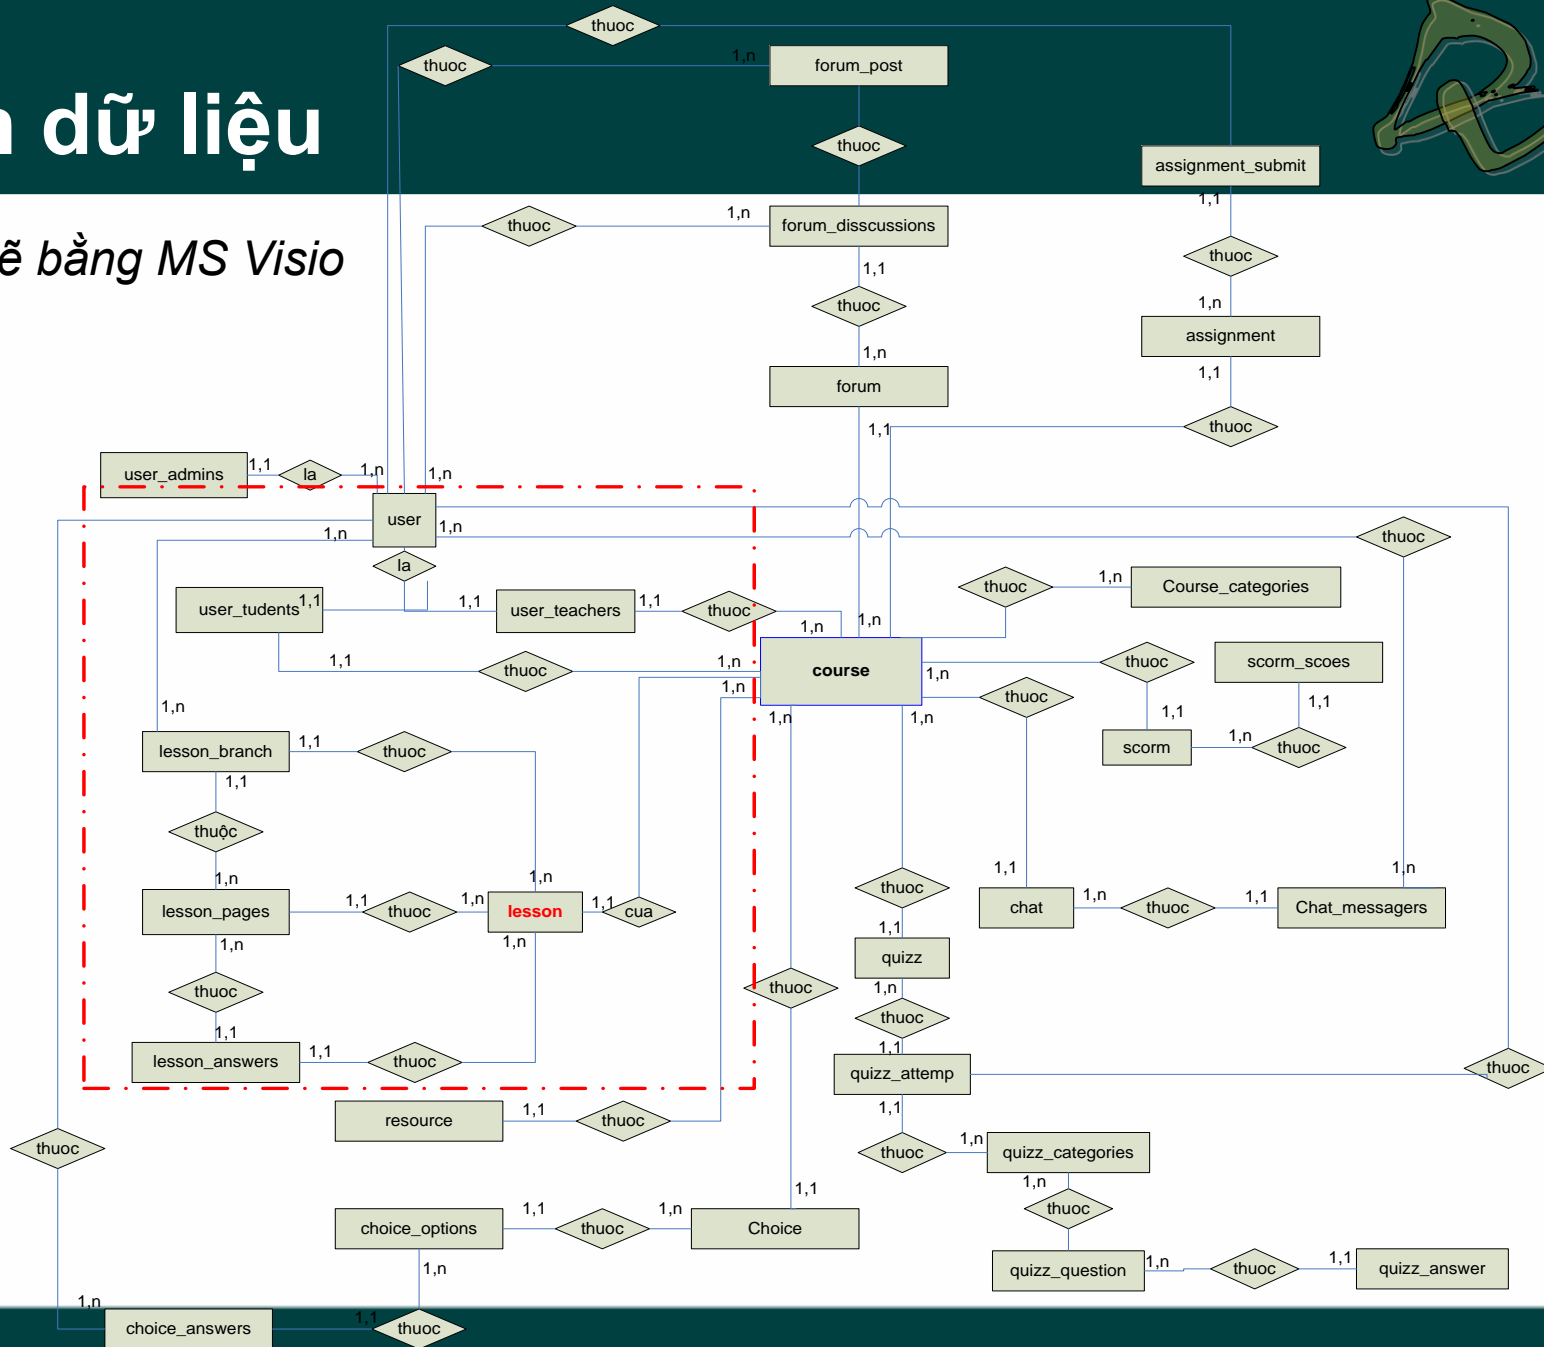 thuoc
thuoc
1,n
forum_post
n dữ liệu
thuoc
assignment_submit
1,1
thuoc
1,n
forum_disscussions
ẽ bằng MS Visio
thuoc
1,1
thuoc
1,n
assignment
1,n
forum
1,1
thuoc
1,1
user_admins
1,1
la
1,n
1,n
user
1,n
1,n
thuoc
la
thuoc
1,n
Course_categories
user_tudents
1,1
1,1
user_teachers
1,1
thuoc
1,n
1,n
1,1
thuoc
1,n
course
1,n
thuoc
scorm_scoes
1,n
thuoc
1,n
1,n
1,n
1,1
1,1
lesson_branch
1,1
thuoc
scorm
1,n
thuoc
1,1
thuộc
1,n
1,n
1,1
1,n
lesson_pages
1,1
thuoc
1,n
lesson
1,1
cua
thuoc
chat
1,n
thuoc
1,1
Chat_messagers
1,n
1,n
1,1
quizz
thuoc
thuoc
1,n
thuoc
1,1
1,1
lesson_answers
1,1
thuoc
quizz_attemp
thuoc
resource
1,1
thuoc
1,1
thuoc
thuoc
1,n
quizz_categories
1,n
1,1
thuoc
choice_options
1,1
thuoc
1,n
Choice
1,n
quizz_question
1,n
thuoc
1,1
quizz_answer
1,n
choice_answers
1,1
thuoc